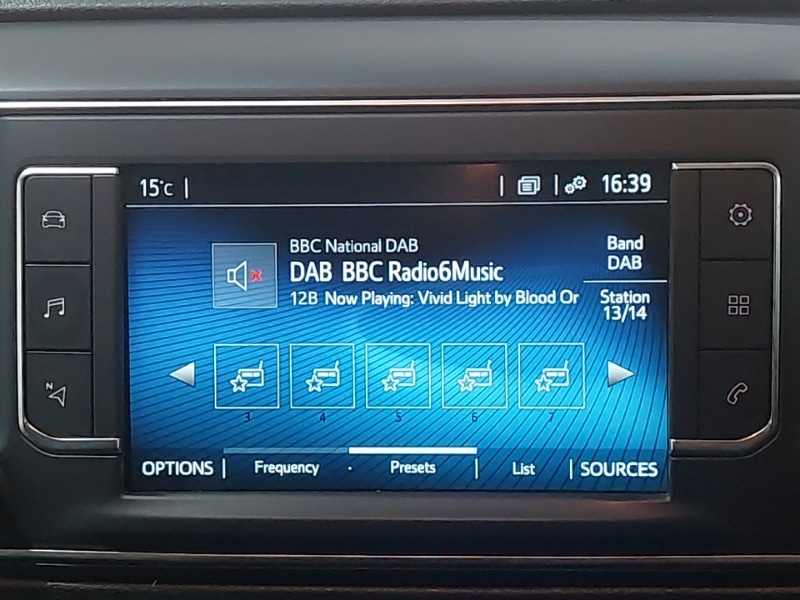 15°C
16:39
BBC National DAB
DAB BBC Radio6Music
12B Now Playing: Vivid Light by Blood Or
Band
DAB
Station
13/14
3 4 5 6 7
N
OPTIONS Frequency · Presets List SOURCES